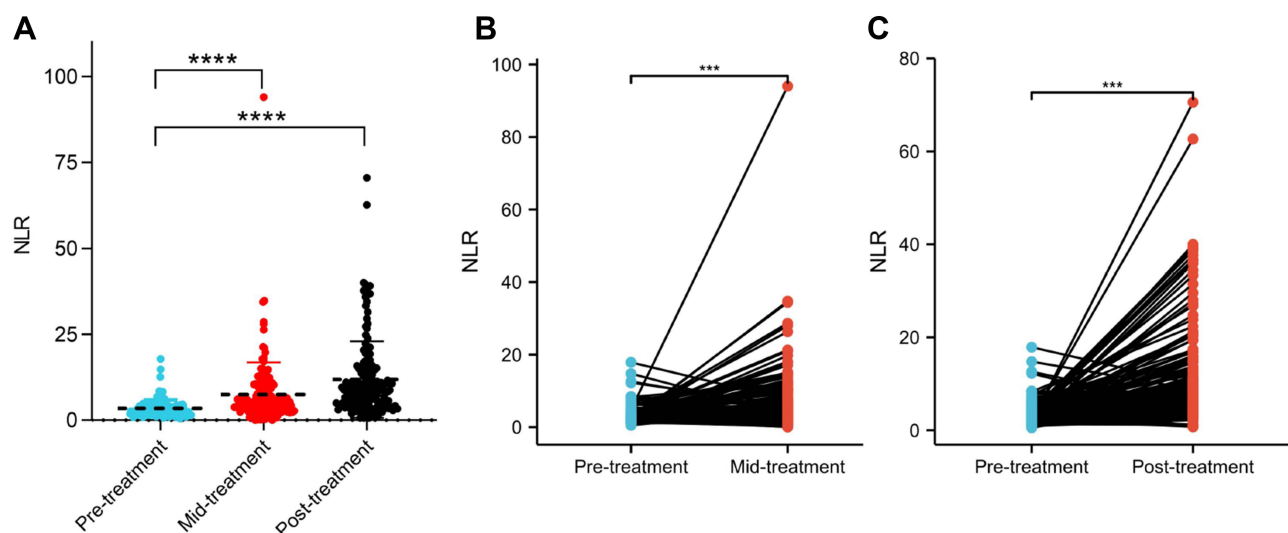 A
NLR
100
75
50
25
0
****
****
Pre-treatment
Mid-treatment
Post-treatment
B
NLR
100
80
60
40
20
0
***
Pre-treatment
Mid-treatment
C
NLR
80
60
40
20
0
***
Pre-treatment
Post-treatment